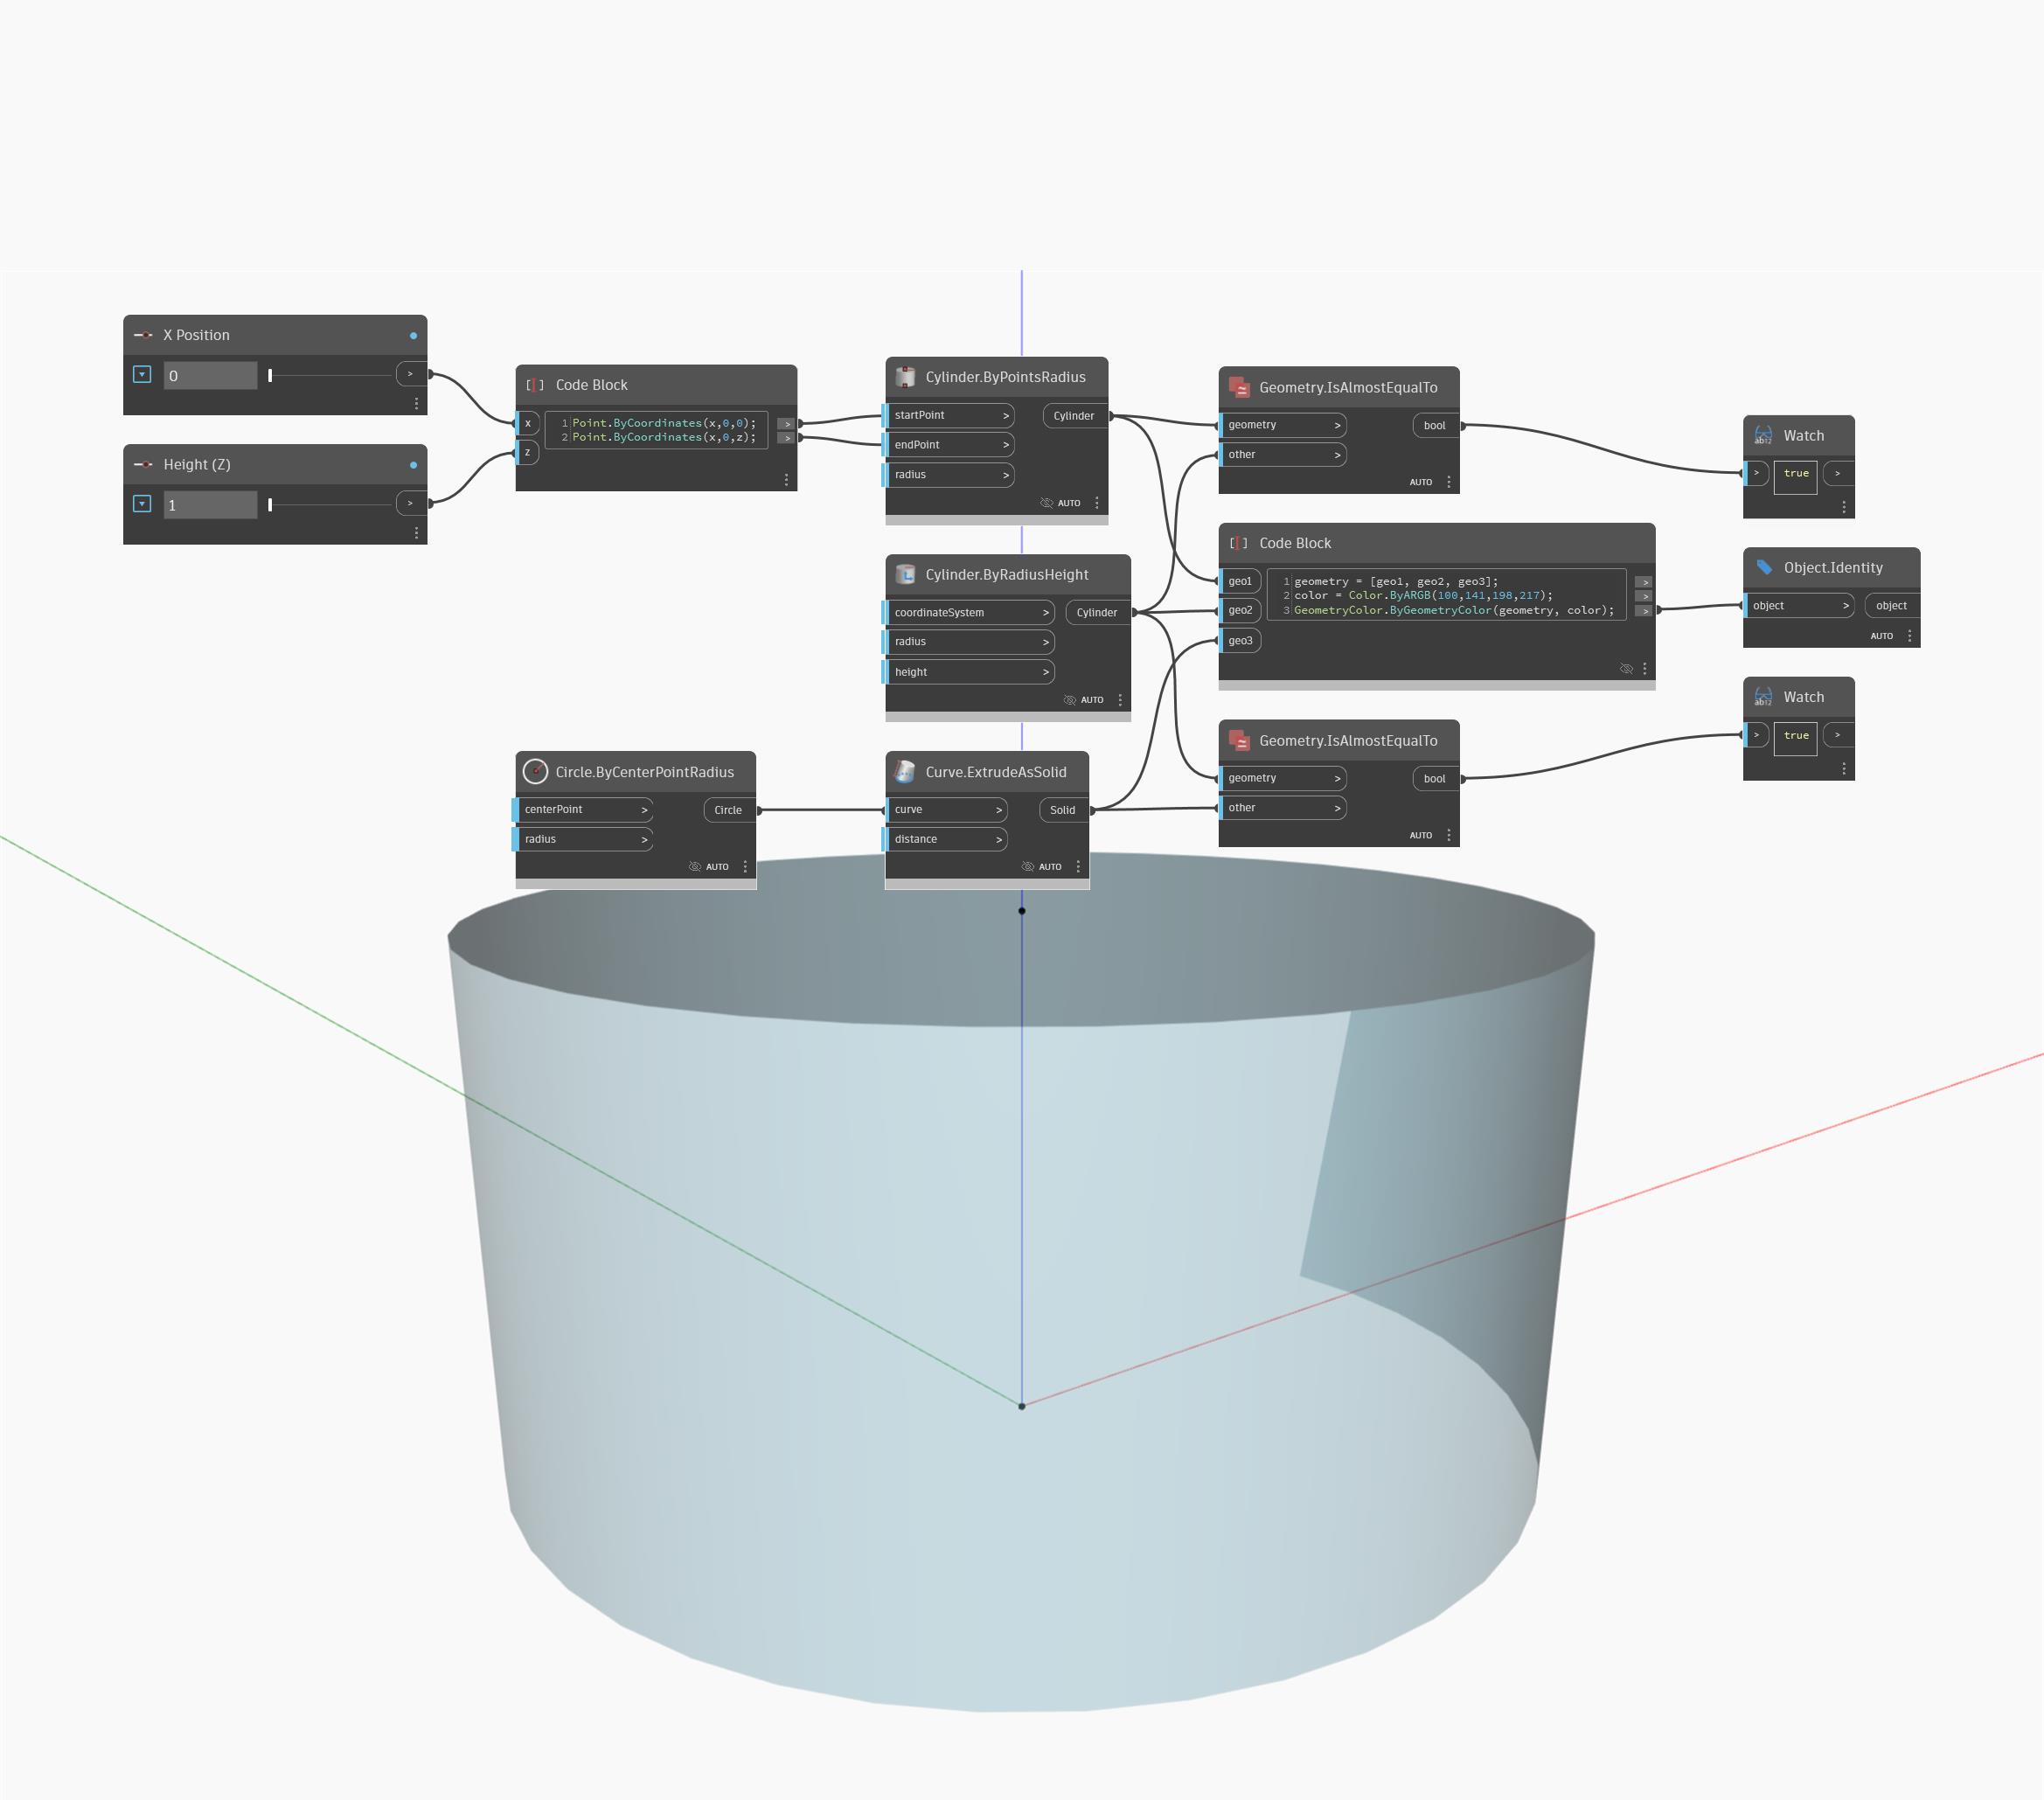 X Position
0
>
Height (Z)
1
>
Code Block
x
z
1 Point.ByCoordinates(x,0,0);
2 Point.ByCoordinates(x,0,z);
>
>
Cylinder.ByPointsRadius
startPoint >
endPoint >
radius >
Cylinder
AUTO
Cylinder.ByRadiusHeight
coordinateSystem >
radius >
height >
Cylinder
AUTO
Circle.ByCenterPointRadius
centerPoint >
radius >
Circle
AUTO
Curve.ExtrudeAsSolid
curve >
distance >
Solid
AUTO
Geometry.IsAlmostEqualTo
geometry >
other >
bool
AUTO
Code Block
geo1
geo2
geo3
1 geometry = [geo1, geo2, geo3];
2 color = Color.ByARGB(100,141,198,217);
3 GeometryColor.ByGeometryColor(geometry, color);
>
>
>
Geometry.IsAlmostEqualTo
geometry >
other >
bool
AUTO
Watch
> true >
Object.Identity
object >
object
AUTO
Watch
> true >